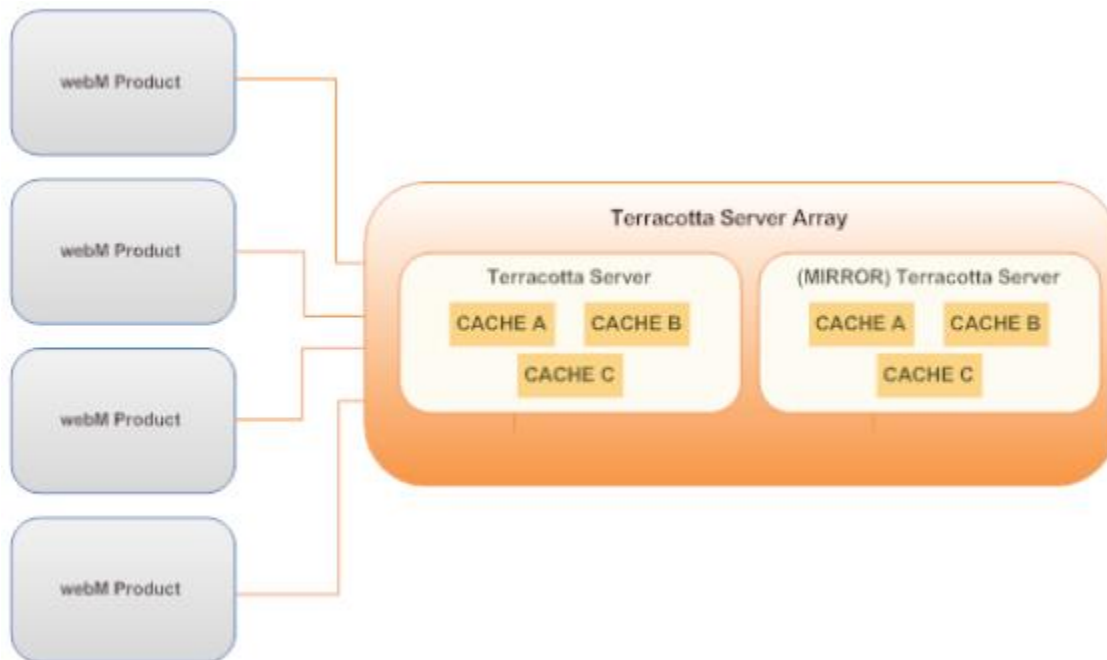 webM Product
webM Product
webM Product
webM Product
Terracotta Server Array
Terracotta Server
CACHE A
CACHE B
CACHE C
(MIRROR) Terracotta Server
CACHE A
CACHE B
CACHE C